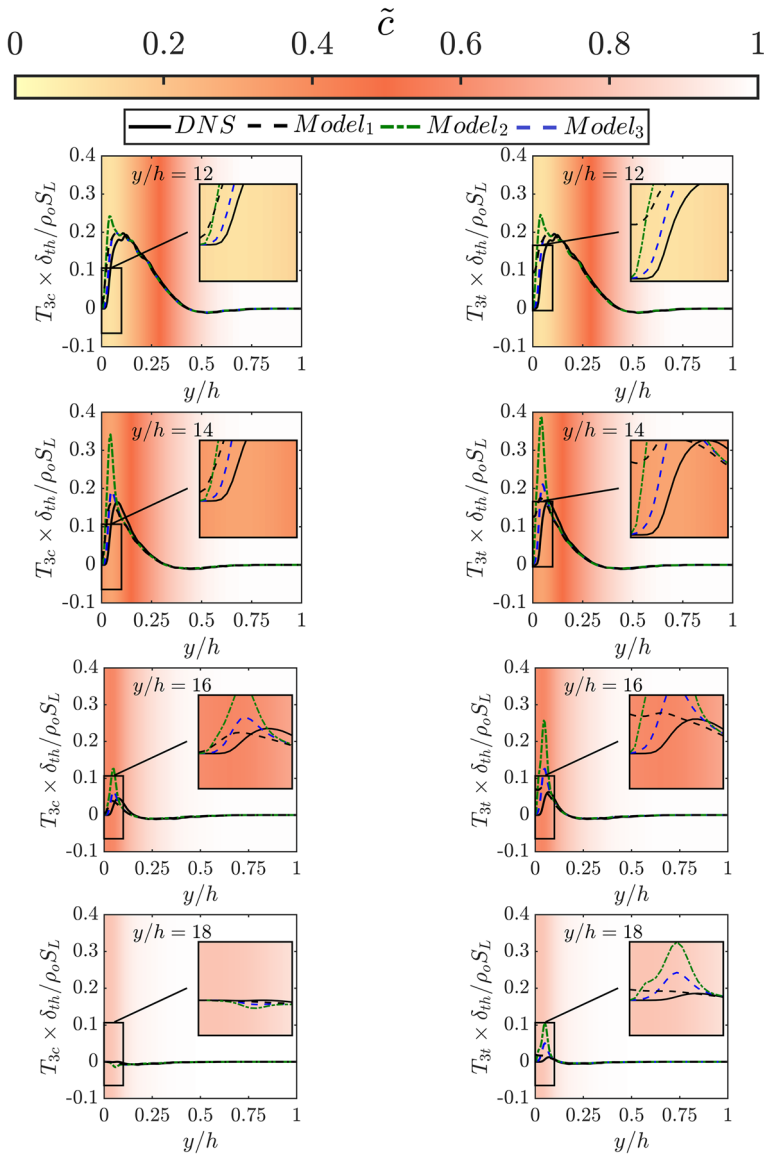 c̃
0 0.2 0.4 0.6 0.8 1
DNS Model₁ Model₂ Model₃
T₃c × δth/ρoSL
0.4
0.3
0.2
0.1
0
-0.1
y/h = 12
0 0.25 0.5 0.75 1
y/h
T₃t × δth/ρoSL
0.4
0.3
0.2
0.1
0
-0.1
y/h = 12
0 0.25 0.5 0.75 1
y/h
T₃c × δth/ρoSL
0.4
0.3
0.2
0.1
0
-0.1
y/h = 14
0 0.25 0.5 0.75 1
y/h
T₃t × δth/ρoSL
0.4
0.3
0.2
0.1
0
-0.1
y/h = 14
0 0.25 0.5 0.75 1
y/h
T₃c × δth/ρoSL
0.4
0.3
0.2
0.1
0
-0.1
y/h = 16
0 0.25 0.5 0.75 1
y/h
T₃t × δth/ρoSL
0.4
0.3
0.2
0.1
0
-0.1
y/h = 16
0 0.25 0.5 0.75 1
y/h
T₃c × δth/ρoSL
0.4
0.3
0.2
0.1
0
-0.1
y/h = 18
0 0.25 0.5 0.75 1
y/h
T₃t × δth/ρoSL
0.4
0.3
0.2
0.1
0
-0.1
y/h = 18
0 0.25 0.5 0.75 1
y/h